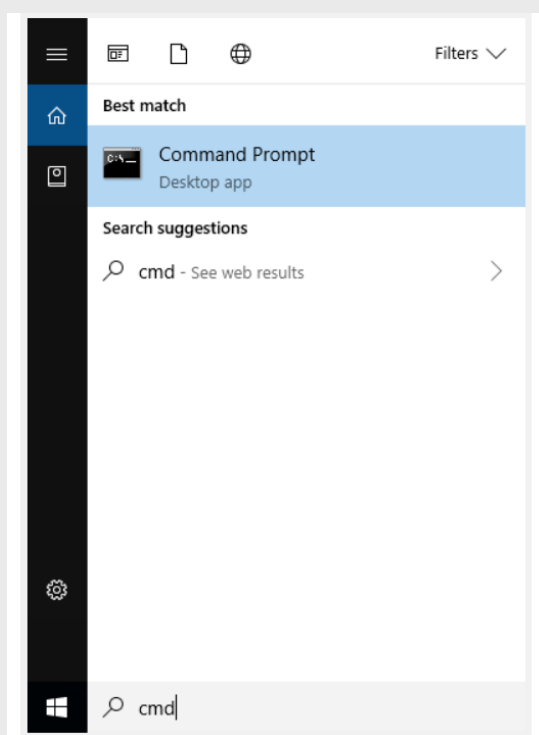 Filters
Best match
C:\_
Command Prompt
Desktop app
Search suggestions
cmd - See web results
cmd